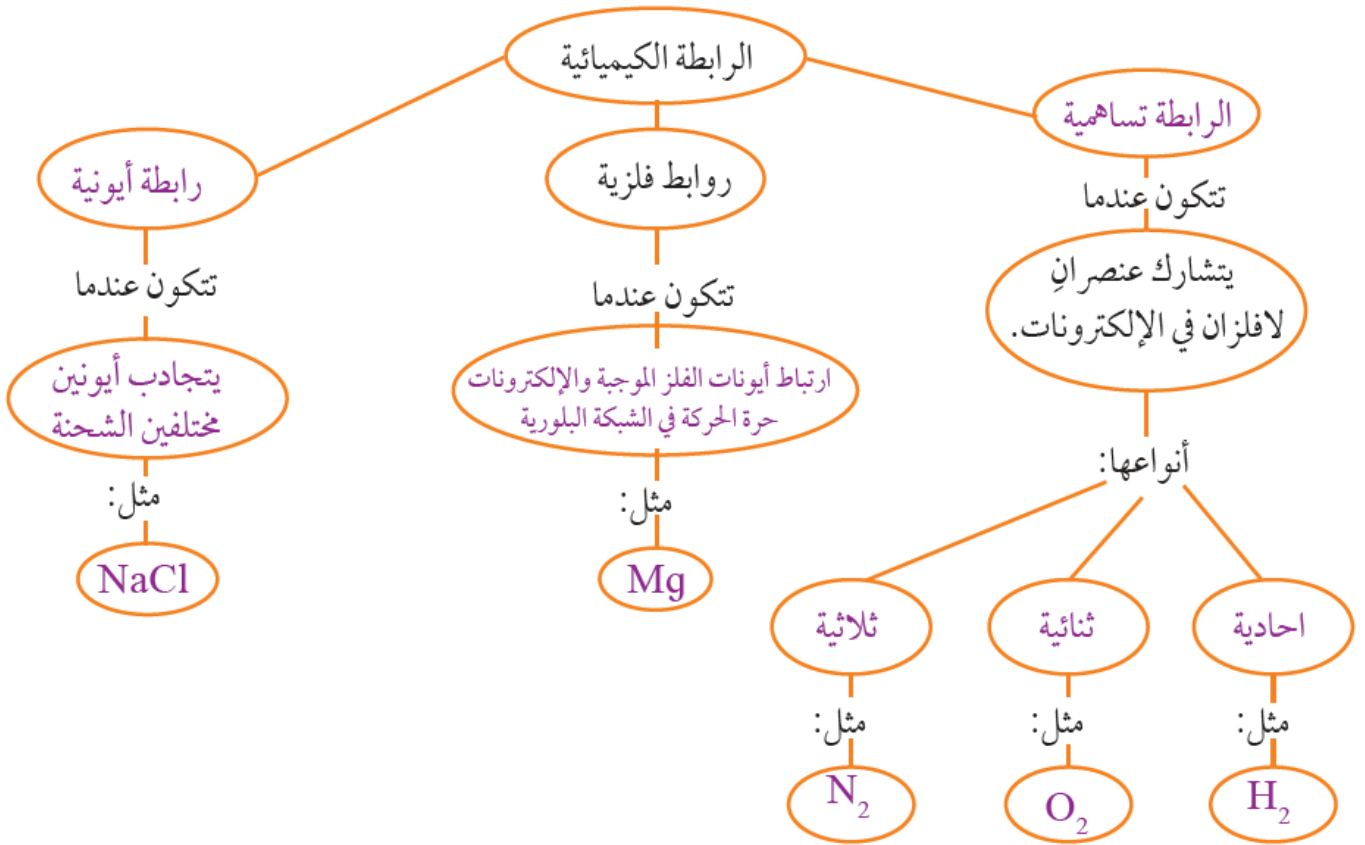 الرابطة الكيميائية
الرابطة تساهمية
تتكون عندما
يتشارك عنصرانِ
لافلزان في الإلكترونات.
أنواعها:
احادية
مثل:
H₂
ثنائية
مثل:
O₂
ثلاثية
مثل:
N₂
روابط فلزية
تتكون عندما
ارتباط أيونات الفلز الموجبة والإلكترونات
حرة الحركة في الشبكة البلورية
مثل:
Mg
رابطة أيونية
تتكون عندما
يتجادب أيونين
مختلفين الشحنة
مثل:
NaCl